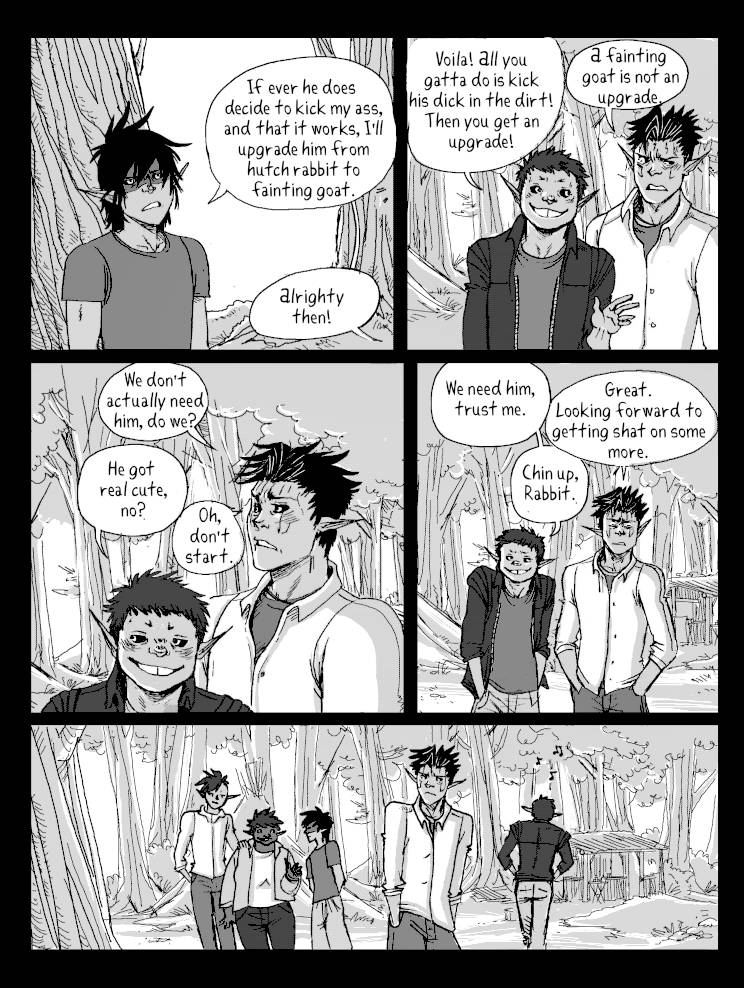 If ever he does
decide to kick my ass,
and that it works, I'll
upgrade him from
hutch rabbit to
fainting goat.
alrighty
then!
Voila! all you
gatta do is kick
his dick in the dirt!
Then you get an
upgrade!
a fainting
goat is not an
upgrade.
We don't
actually need
him, do we?
He got
real cute,
no?
Oh,
don't
start.
We need him,
trust me.
Great.
Looking forward to
getting shat on some
more.
Chin up,
Rabbit.